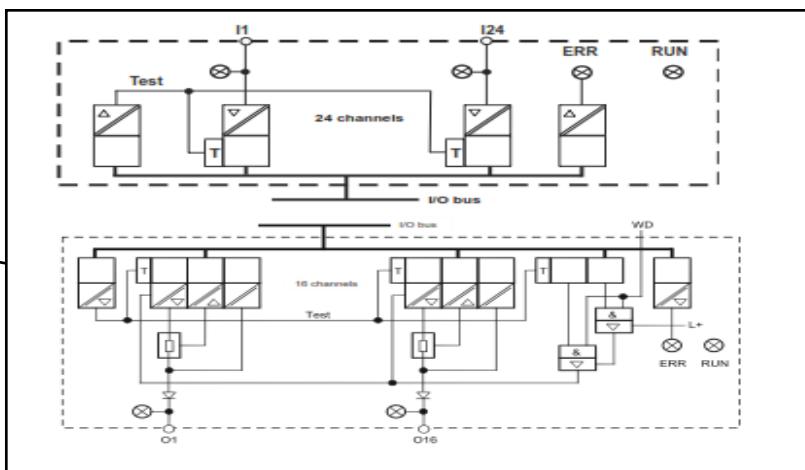 I1 I24
ERR RUN
Test
24 channels
T T
I/O bus
I/O bus
WD
T T T
16 channels
Test
&
L+
&
ERR RUN
O1 O16